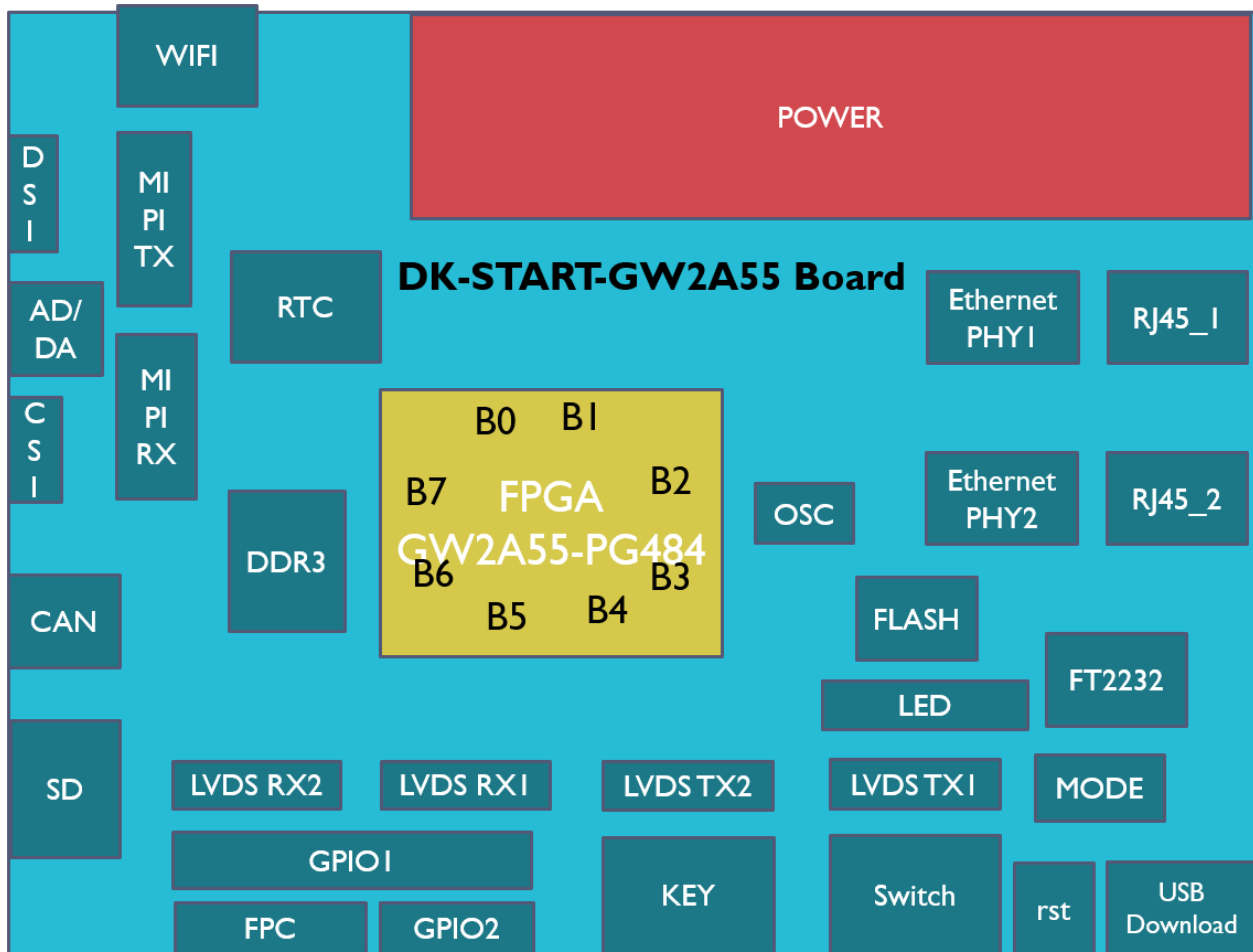 WIFI
POWER
D
S
I
MI
PI
TX
RTC
DK-START-GW2A55 Board
Ethernet
PHY1
RJ45_1
AD/
DA
MI
PI
RX
C
S
I
B0
B1
B7
FPGA
B2
GW2A55-PG484
B6
B3
B5
B4
OSC
Ethernet
PHY2
RJ45_2
DDR3
CAN
FLASH
FT2232
LED
SD
LVDS RX2
LVDS RX1
LVDS TX2
LVDS TX1
MODE
GPIO1
KEY
Switch
rst
USB
Download
FPC
GPIO2